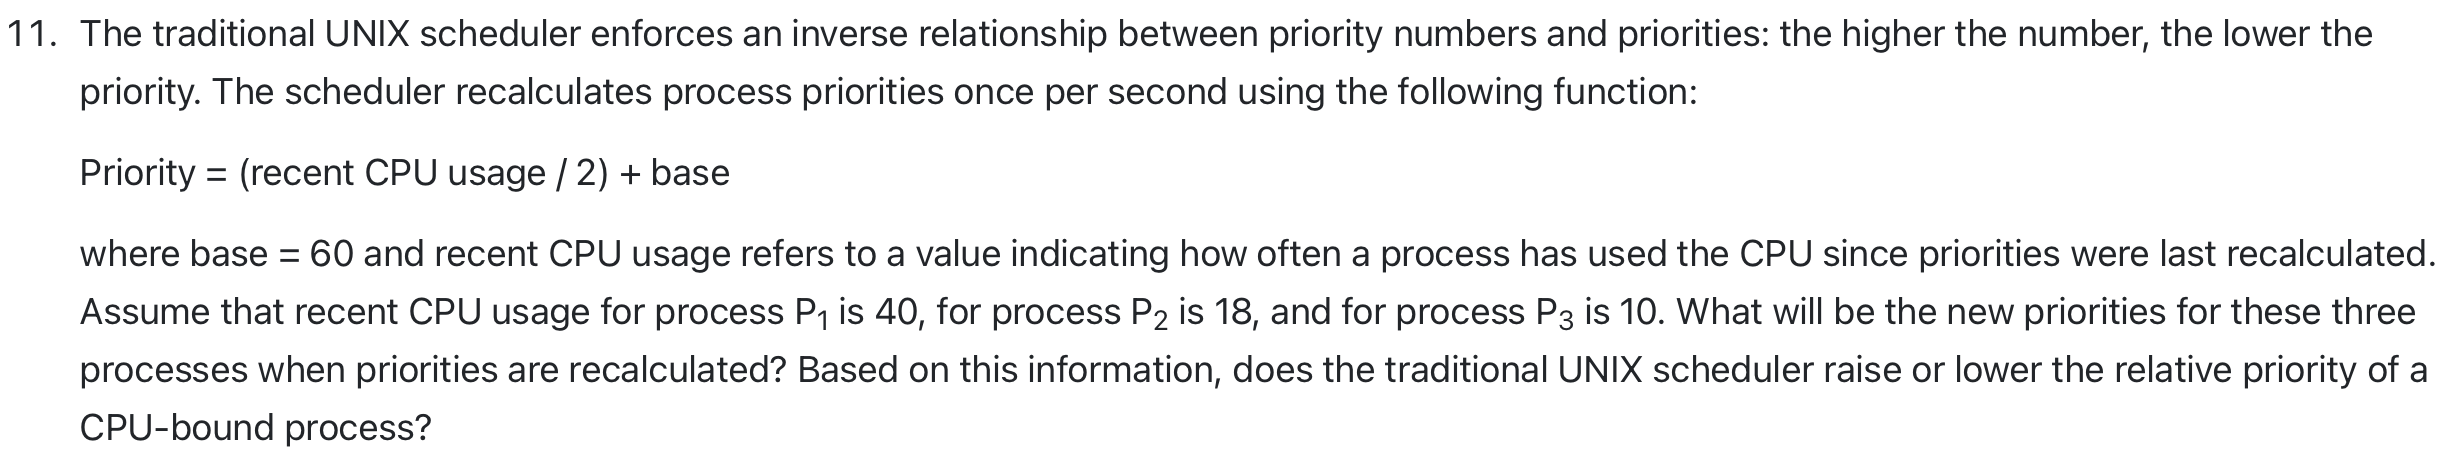 11. The traditional UNIX scheduler enforces an inverse relationship between priority numbers and priorities: the higher the number, the lower the
priority. The scheduler recalculates process priorities once per second using the following function:
Priority = (recent CPU usage / 2) + base
where base = 60 and recent CPU usage refers to a value indicating how often a process has used the CPU since priorities were last recalculated.
Assume that recent CPU usage for process P₁ is 40, for process P₂ is 18, and for process P₃ is 10. What will be the new priorities for these three
processes when priorities are recalculated? Based on this information, does the traditional UNIX scheduler raise or lower the relative priority of a
CPU-bound process?